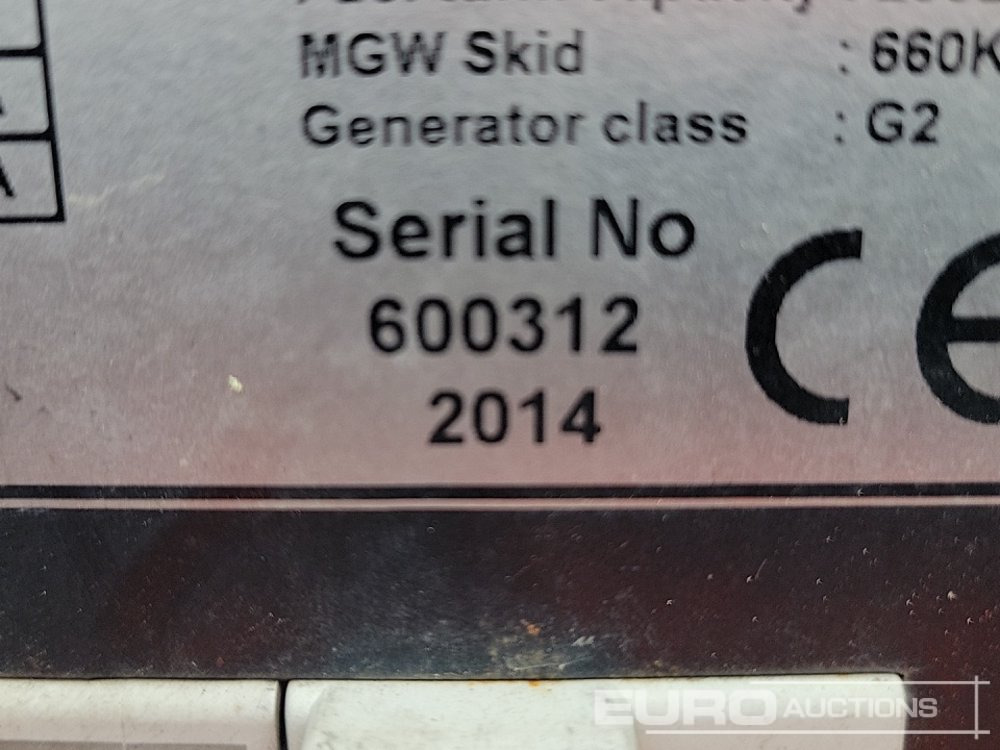 MGW Skid : 660K
Generator class : G2
Serial No
600312
2014
CE
EURO AUCTIONS